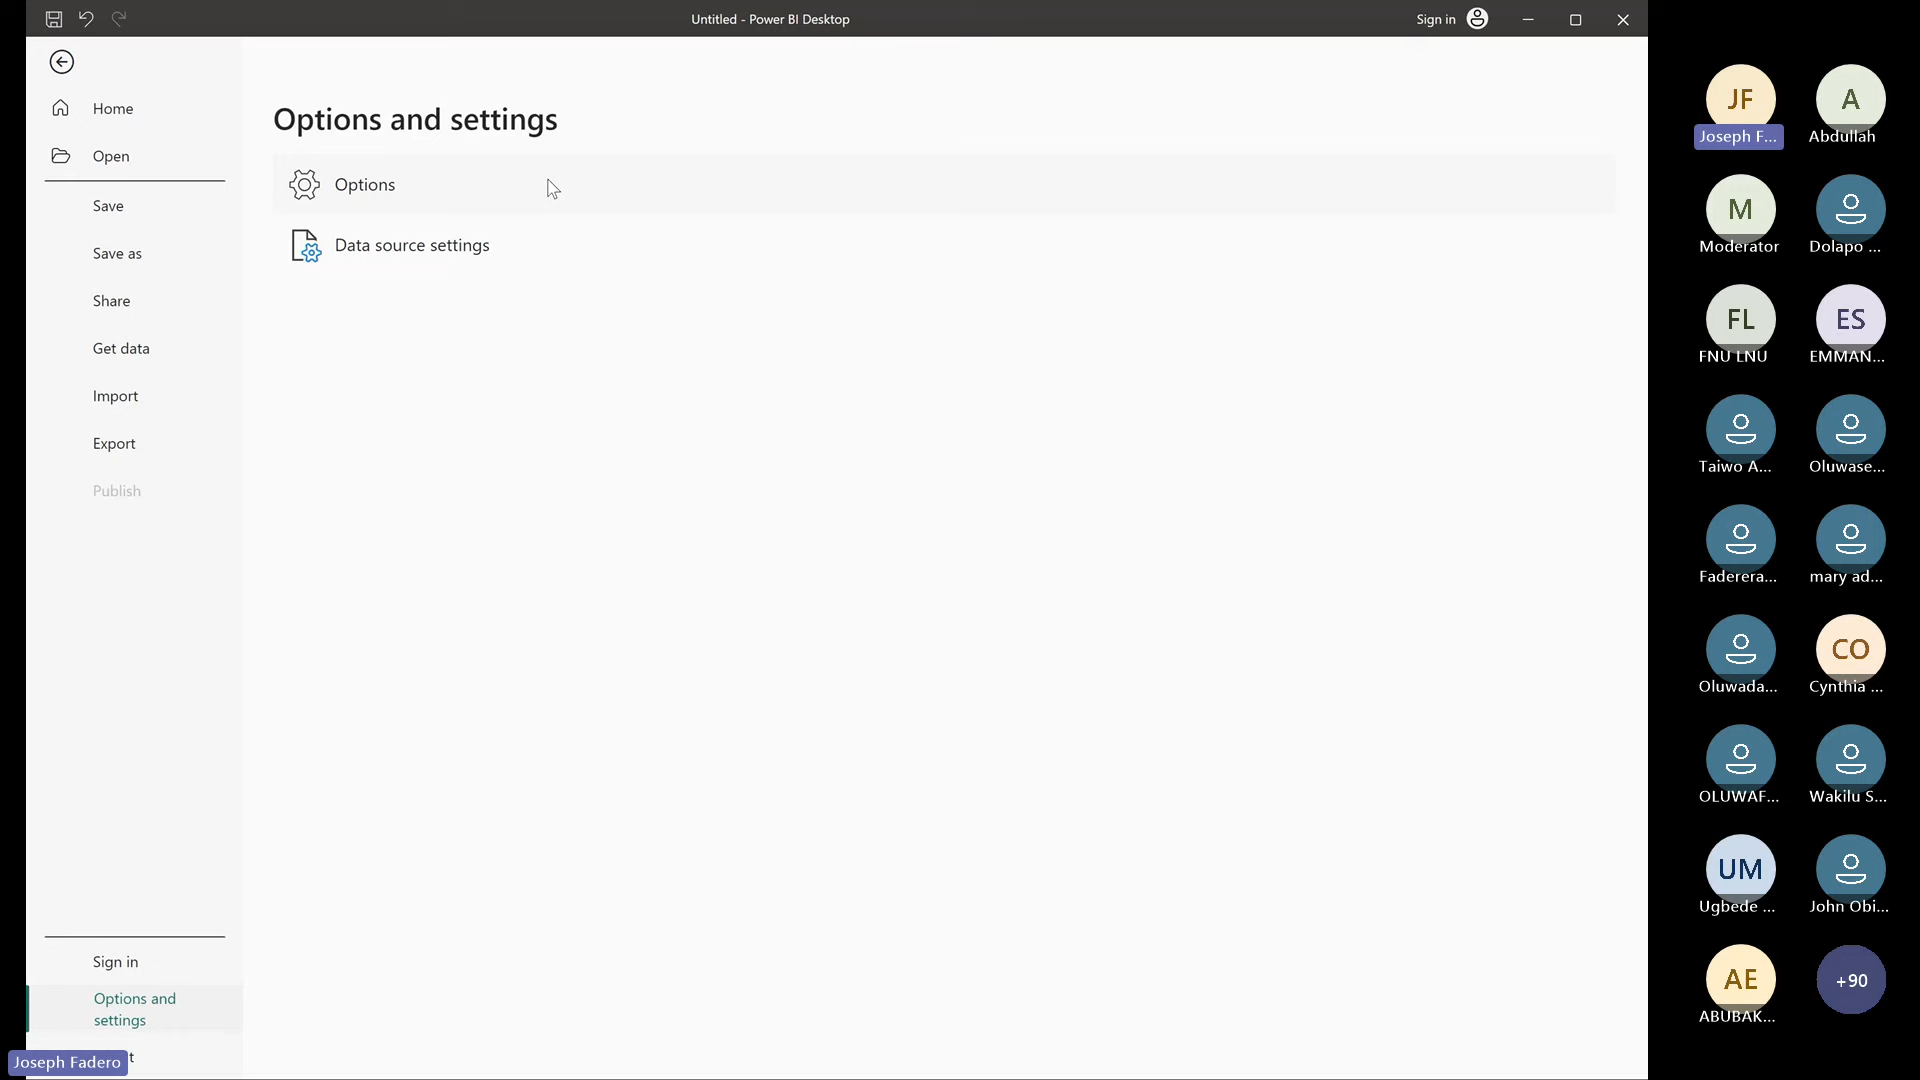 Untitled - Power BI Desktop
Sign in
Home
Open
Save
Save as
Share
Get data
Import
Export
Publish
Sign in
Options and
settings
t
Joseph Fadero
Options and settings
Options
Data source settings
JF
Joseph F...
A
Abdullah
M
Moderator
Dolapo ...
FL
FNU LNU
ES
EMMAN...
Taiwo A...
Oluwase...
Faderera...
mary ad...
Oluwada...
CO
Cynthia ...
OLUWAF...
Wakilu S...
UM
Ugbede ...
John Obi...
AE
ABUBAK...
+90